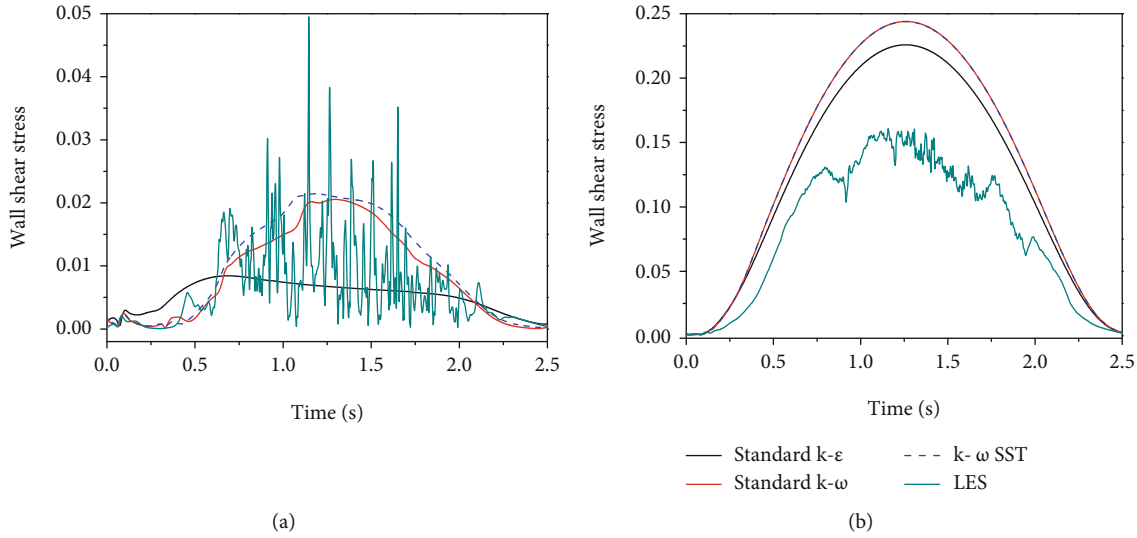 0.05
0.04
0.03
0.02
0.01
0.00
Wall shear stress
0.0 0.5 1.0 1.5 2.0 2.5
Time (s)
(a)
0.25
0.20
0.15
0.10
0.05
0.00
Wall shear stress
0.0 0.5 1.0 1.5 2.0 2.5
Time (s)
Standard k-ε
Standard k-ω
k- ω SST
LES
(b)